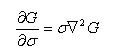 ∂G/∂σ = σ∇²G